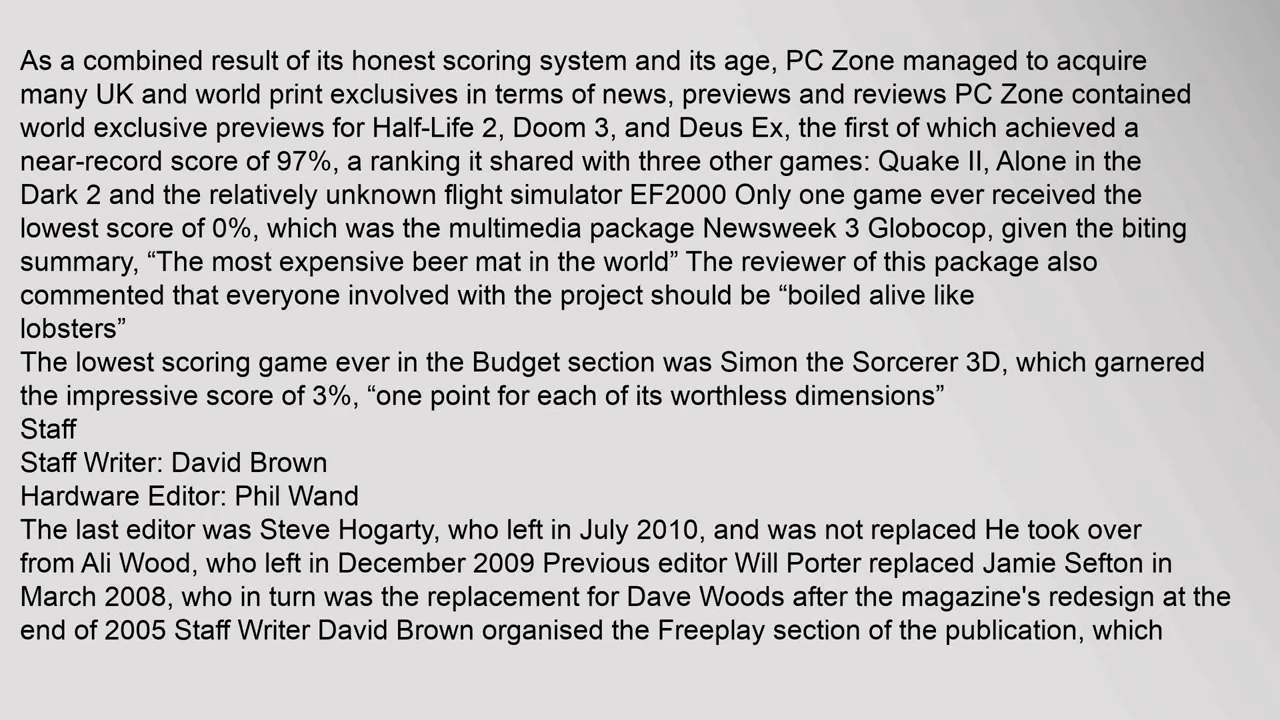 As a combined result of its honest scoring system and its age, PC Zone managed to acquire
many UK and world print exclusives in terms of news, previews and reviews PC Zone contained
world exclusive previews for Half-Life 2, Doom 3, and Deus Ex, the first of which achieved a
near-record score of 97%, a ranking it shared with three other games: Quake II, Alone in the
Dark 2 and the relatively unknown flight simulator EF2000 Only one game ever received the
lowest score of 0%, which was the multimedia package Newsweek 3 Globocop, given the biting
summary, “The most expensive beer mat in the world” The reviewer of this package also
commented that everyone involved with the project should be “boiled alive like
lobsters”
The lowest scoring game ever in the Budget section was Simon the Sorcerer 3D, which garnered
the impressive score of 3%, “one point for each of its worthless dimensions”
Staff
Staff Writer: David Brown
Hardware Editor: Phil Wand
The last editor was Steve Hogarty, who left in July 2010, and was not replaced He took over
from Ali Wood, who left in December 2009 Previous editor Will Porter replaced Jamie Sefton in
March 2008, who in turn was the replacement for Dave Woods after the magazine's redesign at the
end of 2005 Staff Writer David Brown organised the Freeplay section of the publication, which